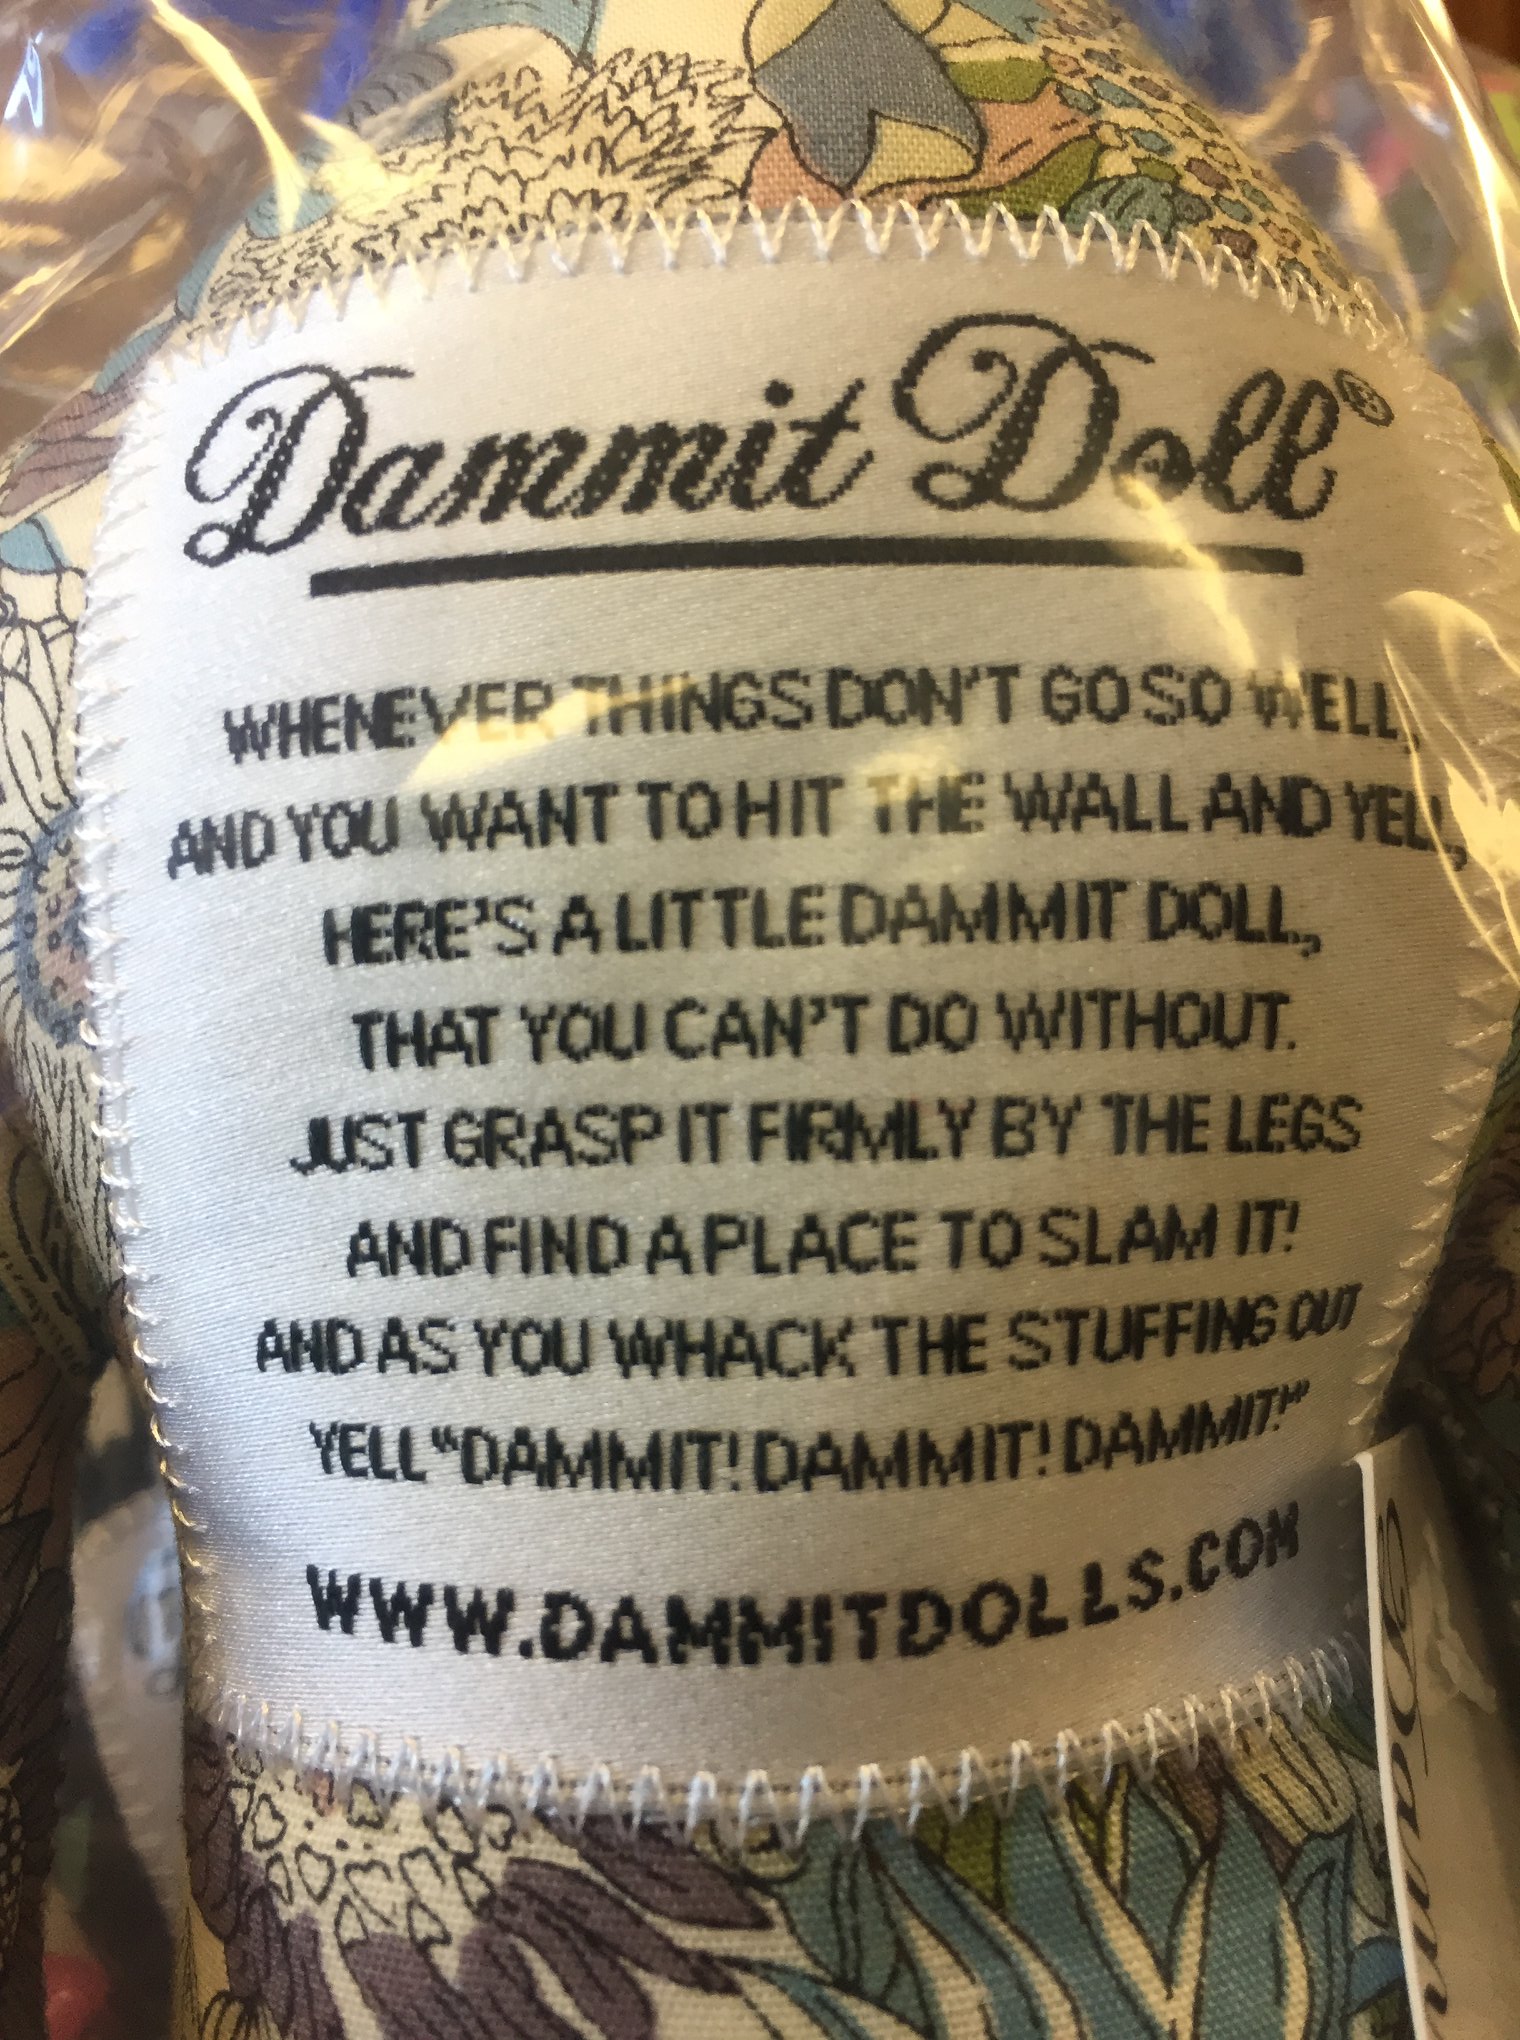 Dammit Doll®
WHENEVER THINGS DON'T GO SO WELL,
AND YOU WANT TO HIT THE WALL AND YELL,
HERE'S A LITTLE DAMMIT DOLL,
THAT YOU CAN'T DO WITHOUT.
JUST GRASP IT FIRMLY BY THE LEGS
AND FIND A PLACE TO SLAM IT!
AND AS YOU WHACK THE STUFFING OUT
YELL “DAMMIT! DAMMIT! DAMMIT!”
WWW.DAMMITDOLLS.COM